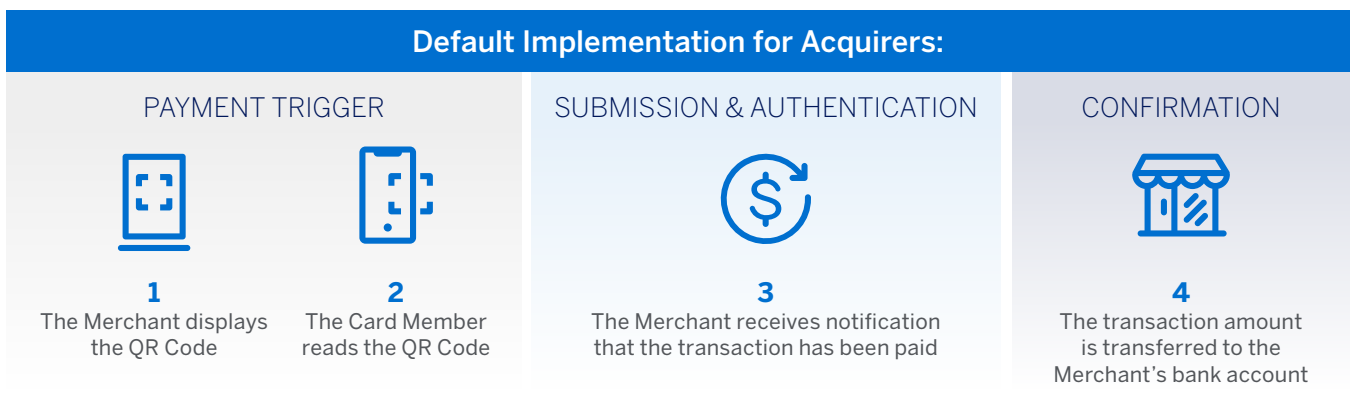 Default Implementation for Acquirers:
PAYMENT TRIGGER
1
The Merchant displays
the QR Code
2
The Card Member
reads the QR Code
SUBMISSION & AUTHENTICATION
3
The Merchant receives notification
that the transaction has been paid
CONFIRMATION
4
The transaction amount
is transferred to the
Merchant's bank account